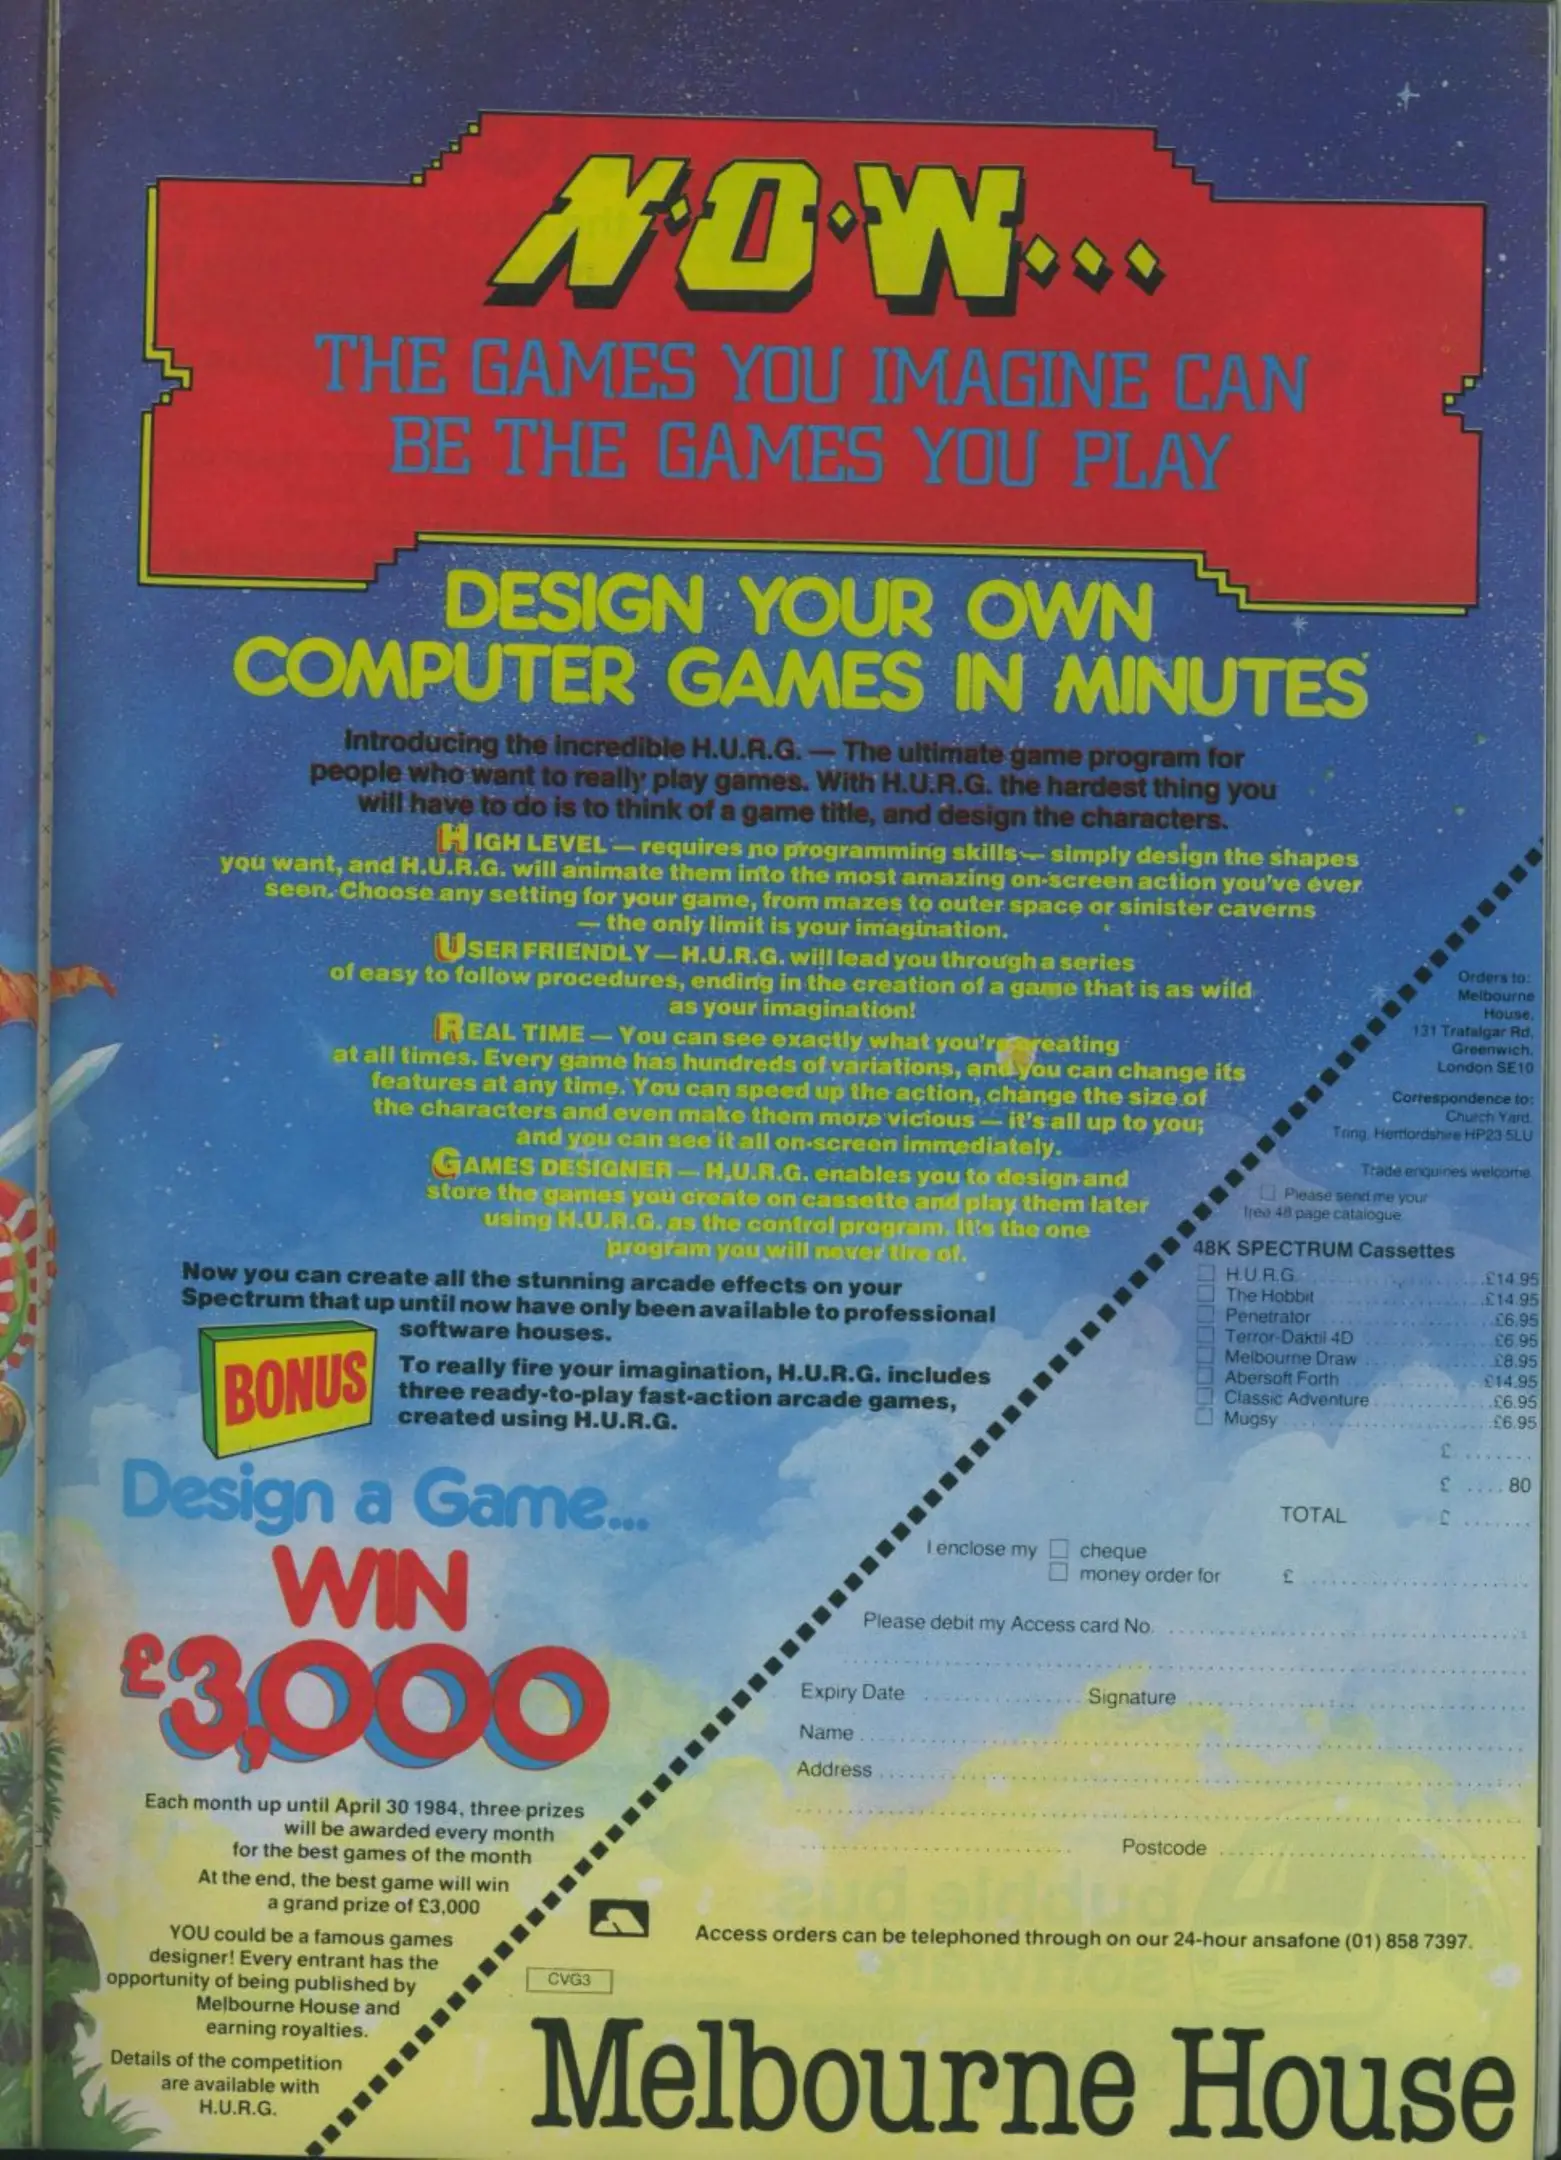 N·O·W...
THE GAMES YOU IMAGINE CAN
BE THE GAMES YOU PLAY
DESIGN YOUR OWN
COMPUTER GAMES IN MINUTES
Introducing the incredible H.U.R.G. — The ultimate game program for
people who want to really play games. With H.U.R.G. the hardest thing you
will have to do is to think of a game title, and design the characters.
HIGH LEVEL — requires no programming skills — simply design the shapes
you want, and H.U.R.G. will animate them into the most amazing on-screen action you've ever
seen. Choose any setting for your game, from mazes to outer space or sinister caverns
— the only limit is your imagination.
USER FRIENDLY — H.U.R.G. will lead you through a series
of easy to follow procedures, ending in the creation of a game that is as wild
as your imagination!
REAL TIME — You can see exactly what you're creating
at all times. Every game has hundreds of variations, and you can change its
features at any time. You can speed up the action, change the size of
the characters and even make them more vicious — it's all up to you;
and you can see it all on-screen immediately.
GAMES DESIGNER — H.U.R.G. enables you to design and
store the games you create on cassette and play them later
using H.U.R.G. as the control program. It's the one
program you will never tire of.
Now you can create all the stunning arcade effects on your
Spectrum that up until now have only been available to professional
software houses.
BONUS
To really fire your imagination, H.U.R.G. includes
three ready-to-play fast-action arcade games,
created using H.U.R.G.
Design a Game...
WIN
£3,000
Each month up until April 30 1984, three prizes
will be awarded every month
for the best games of the month
At the end, the best game will win
a grand prize of £3,000
YOU could be a famous games
designer! Every entrant has the
opportunity of being published by
Melbourne House and
earning royalties.
Details of the competition
are available with
H.U.R.G.
Orders to:
Melbourne
House,
131 Trafalgar Rd,
Greenwich,
London SE10
Correspondence to:
Church Yard,
Tring, Hertfordshire HP23 5LU
Trade enquiries welcome
Please send me your
free 48 page catalogue
48K SPECTRUM Cassettes
H.U.R.G. .......... £14.95
The Hobbit .......... £14.95
Penetrator .......... £6.95
Terror-Daktil 4D .......... £6.95
Melbourne Draw .......... £8.95
Abersoft Forth .......... £14.95
Classic Adventure .......... £6.95
Mugsy .......... £6.95
£ .......
£ .... 80
TOTAL £ .......
I enclose my cheque
money order for £ ..........
Please debit my Access card No. ..........
Expiry Date .......... Signature ..........
Name ..........
Address ..........
Postcode ..........
Access orders can be telephoned through on our 24-hour ansafone (01) 858 7397.
CVG3
Melbourne House